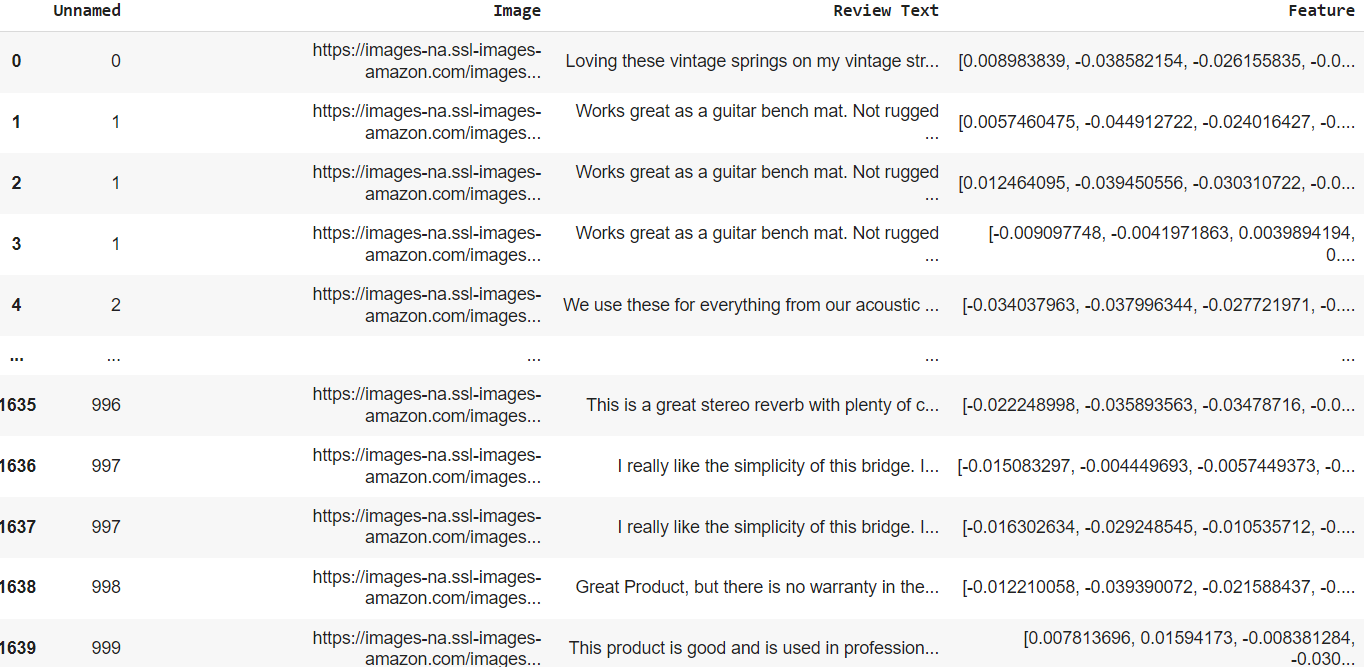 Unnamed Image Review Text Feature
0 0 https://images-na.ssl-images-amazon.com/images... Loving these vintage springs on my vintage str... [0.008983839, -0.038582154, -0.026155835, -0.0...
1 1 https://images-na.ssl-images-amazon.com/images... Works great as a guitar bench mat. Not rugged ... [0.0057460475, -0.044912722, -0.024016427, -0....
2 1 https://images-na.ssl-images-amazon.com/images... Works great as a guitar bench mat. Not rugged ... [0.012464095, -0.039450556, -0.030310722, -0.0...
3 1 https://images-na.ssl-images-amazon.com/images... Works great as a guitar bench mat. Not rugged ... [-0.009097748, -0.0041971863, 0.0039894194, 0....
4 2 https://images-na.ssl-images-amazon.com/images... We use these for everything from our acoustic ... [-0.034037963, -0.037996344, -0.027721971, -0....
... ... ... ... ...
1635 996 https://images-na.ssl-images-amazon.com/images... This is a great stereo reverb with plenty of c... [-0.022248998, -0.035893563, -0.03478716, -0.0...
1636 997 https://images-na.ssl-images-amazon.com/images... I really like the simplicity of this bridge. I... [-0.015083297, -0.004449693, -0.0057449373, -0...
1637 997 https://images-na.ssl-images-amazon.com/images... I really like the simplicity of this bridge. I... [-0.016302634, -0.029248545, -0.010535712, -0....
1638 998 https://images-na.ssl-images-amazon.com/images... Great Product, but there is no warranty in the... [-0.012210058, -0.039390072, -0.021588437, -0....
1639 999 https://images-na.ssl-images-amazon.com/images... This product is good and is used in profession... [0.007813696, 0.01594173, -0.008381284, -0.030...